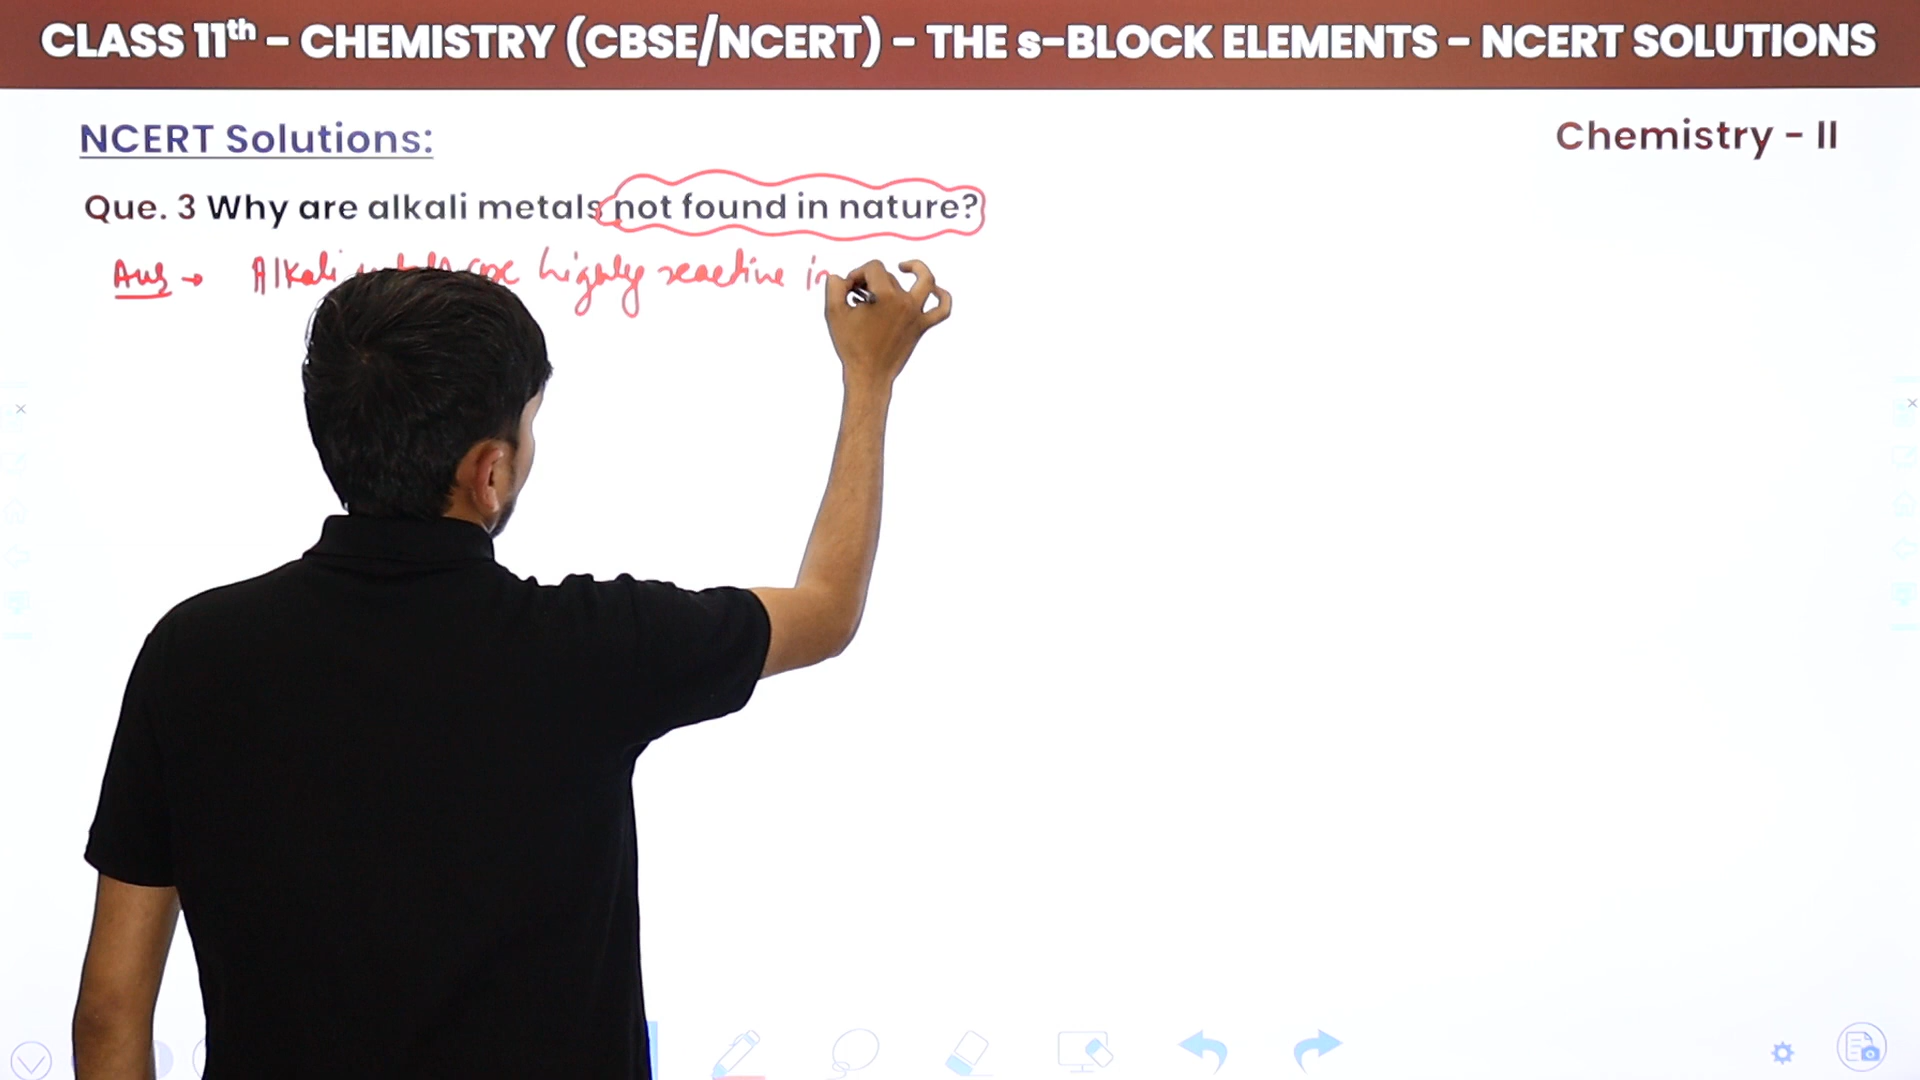 CLASS 11th - CHEMISTRY (CBSE/NCERT) - THE s-BLOCK ELEMENTS - NCERT SOLUTIONS
NCERT Solutions:
Chemistry - II
Que. 3 Why are alkali metals not found in nature?
Ans → Alkali highly reactive in